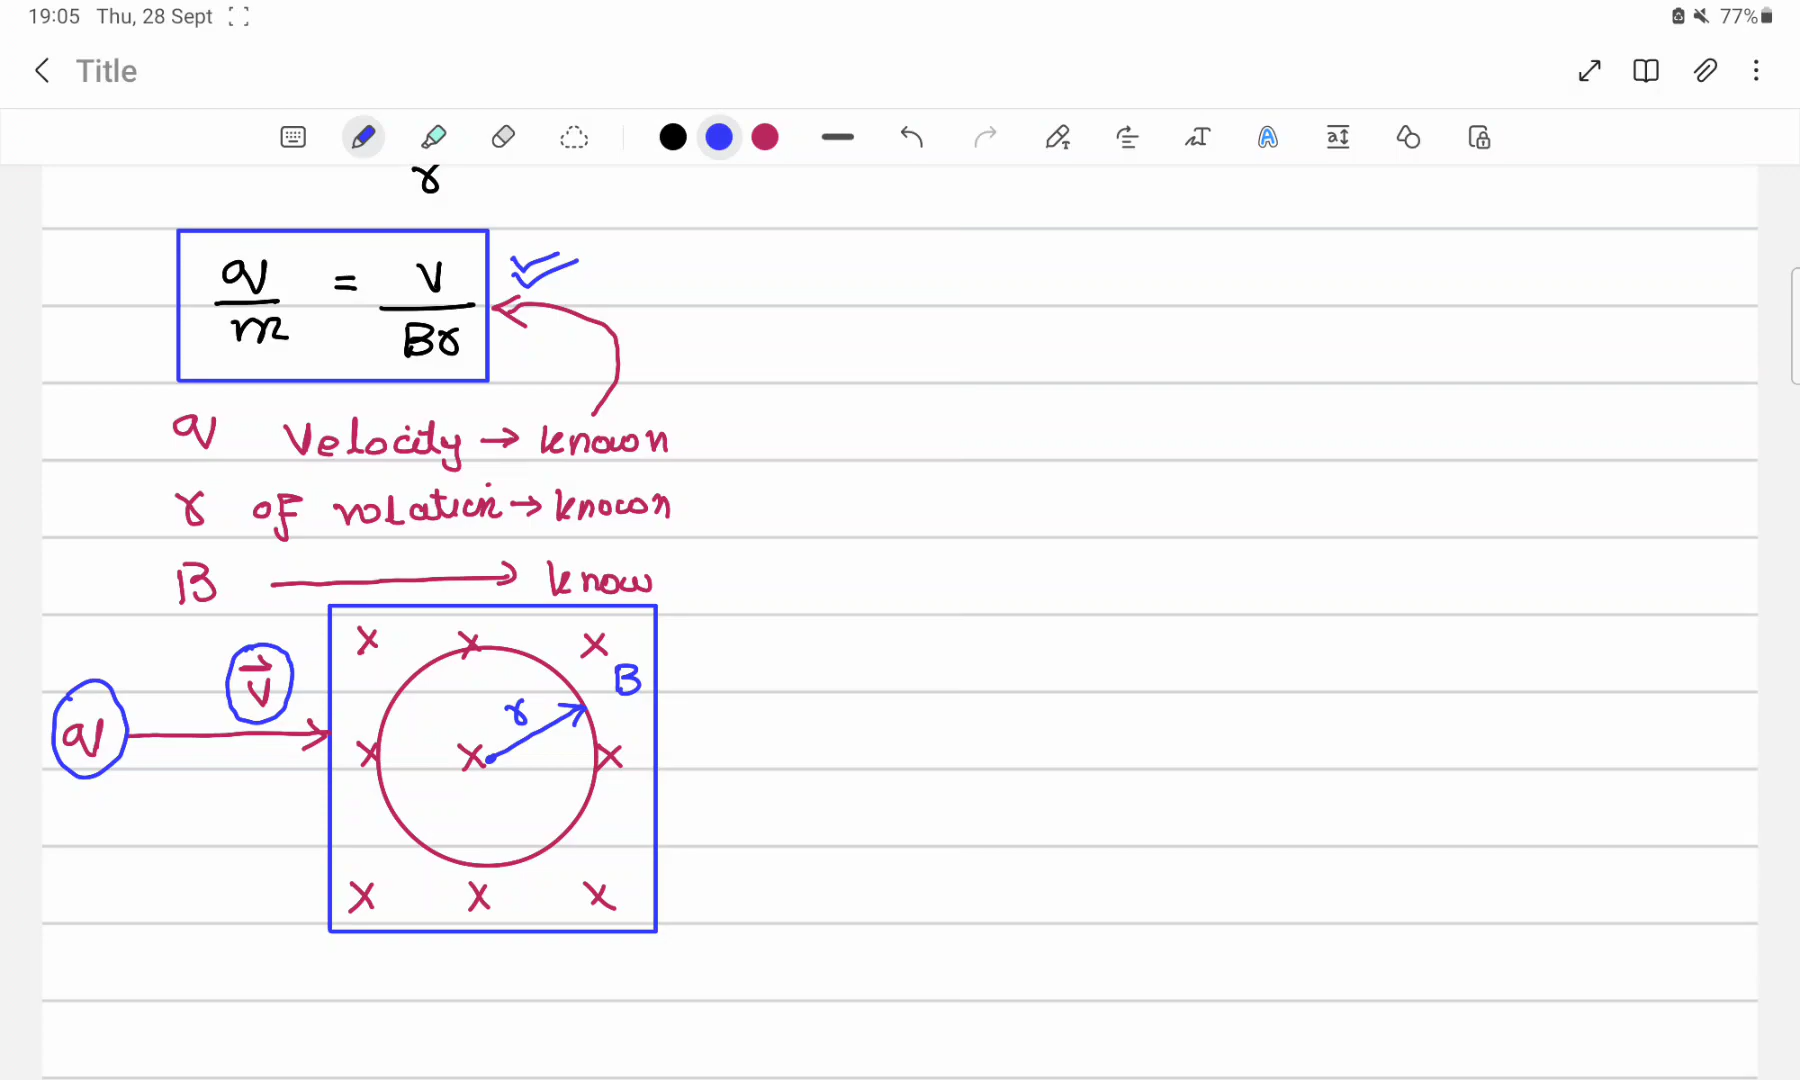 19:05 Thu, 28 Sept 77%
Title
r
q/m = v/Br
q Velocity → known
r of rotation → known
B → know
x x x
B
v
r
q
x x x
x x x